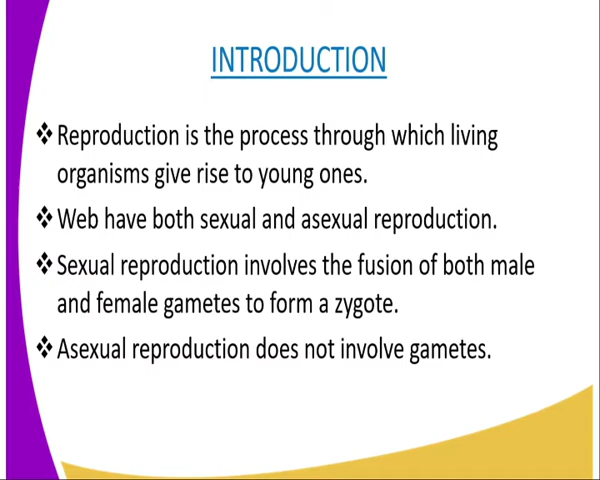 INTRODUCTION
❖Reproduction is the process through which living
organisms give rise to young ones.
❖Web have both sexual and asexual reproduction.
❖Sexual reproduction involves the fusion of both male
and female gametes to form a zygote.
❖Asexual reproduction does not involve gametes.